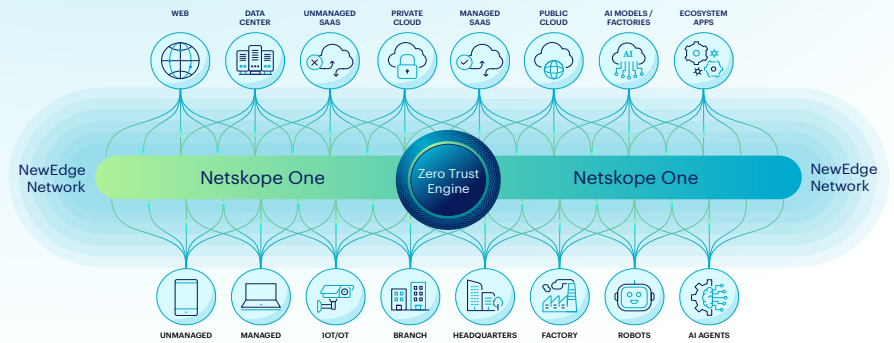 WEB
DATA
CENTER
UNMANAGED
SAAS
PRIVATE
CLOUD
MANAGED
SAAS
PUBLIC
CLOUD
AI MODELS /
FACTORIES
ECOSYSTEM
APPS
AI
NewEdge
Network
Netskope One
Zero Trust
Engine
Netskope One
NewEdge
Network
UNMANAGED
MANAGED
IOT/OT
BRANCH
HEADQUARTERS
FACTORY
ROBOTS
AI AGENTS